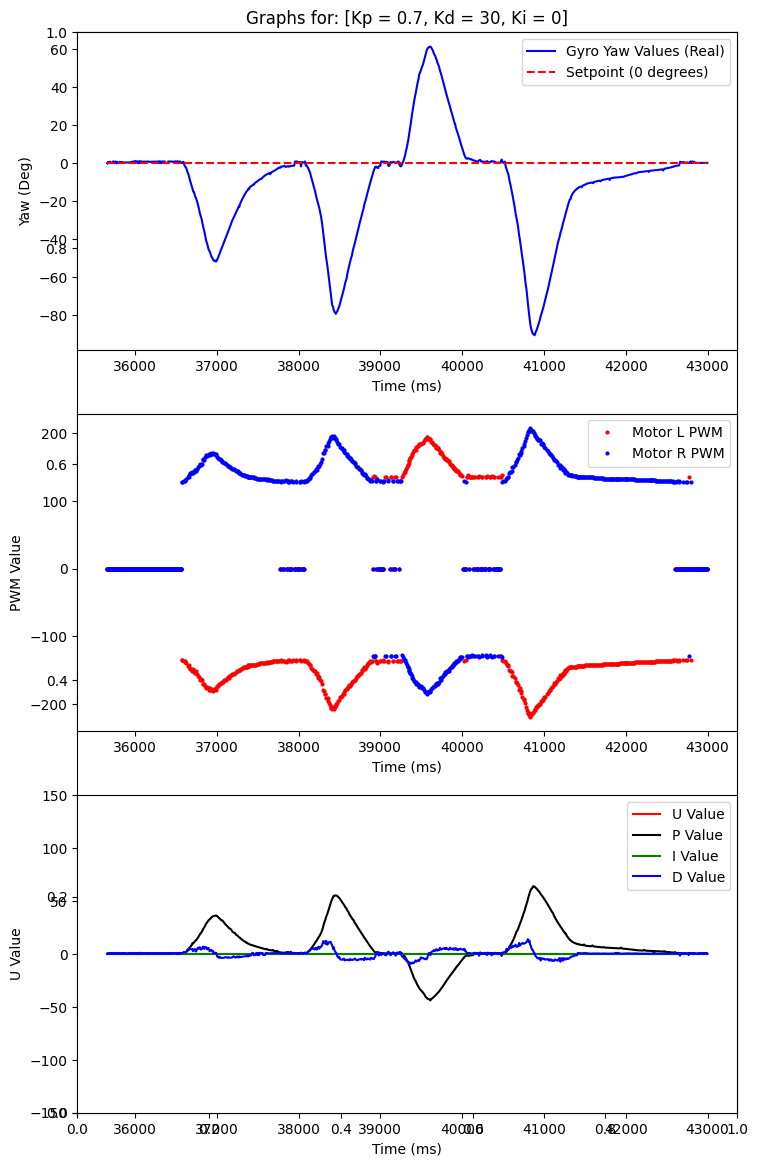 Graphs for: [Kp = 0.7, Kd = 30, Ki = 0]
1.0
60
40
20
0
−20
−40
0.8
−60
−80
Yaw (Deg)
Gyro Yaw Values (Real)
Setpoint (0 degrees)
36000 37000 38000 39000 40000 41000 42000 43000
Time (ms)
200
0.6
100
0
−100
0.4
−200
PWM Value
Motor L PWM
Motor R PWM
36000 37000 38000 39000 40000 41000 42000 43000
Time (ms)
150
100
0.2
50
0
−50
−100
−150
0.0
U Value
U Value
P Value
I Value
D Value
0.0 36000 0.2 37000 38000 0.4 39000 40000 0.6 41000 0.8 42000 43000 1.0
Time (ms)